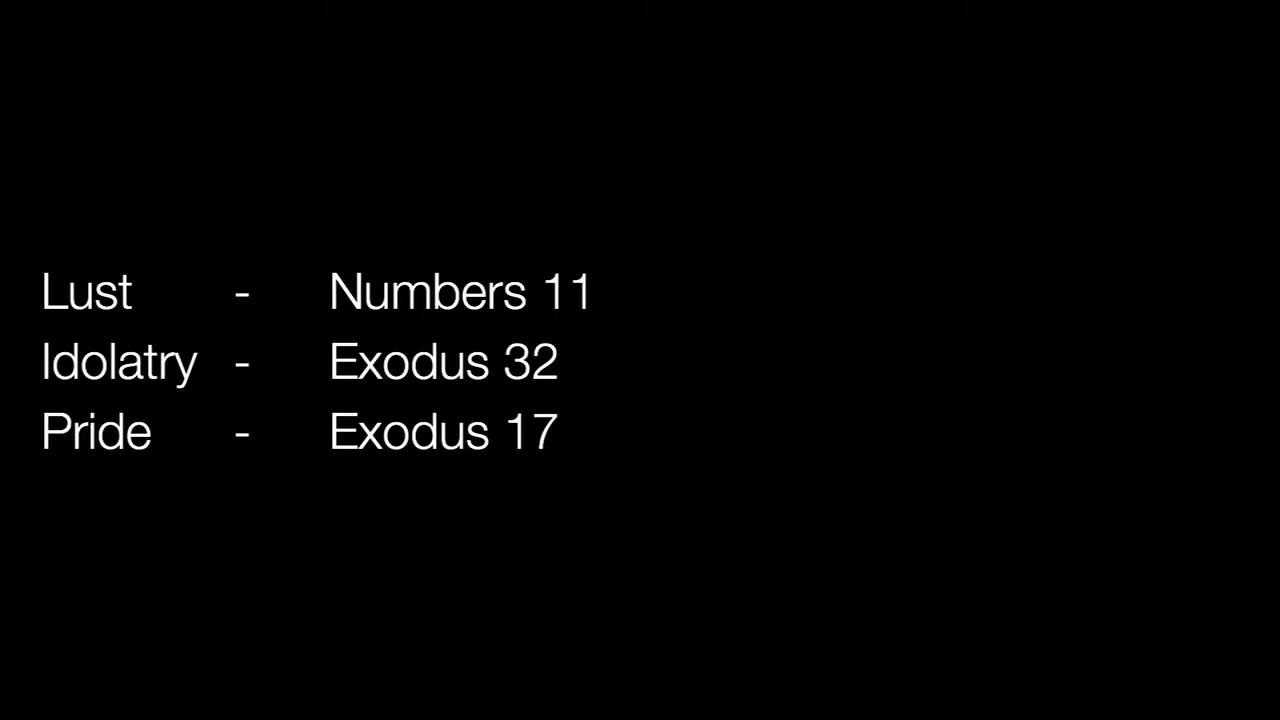 Lust - Numbers 11
Idolatry - Exodus 32
Pride - Exodus 17